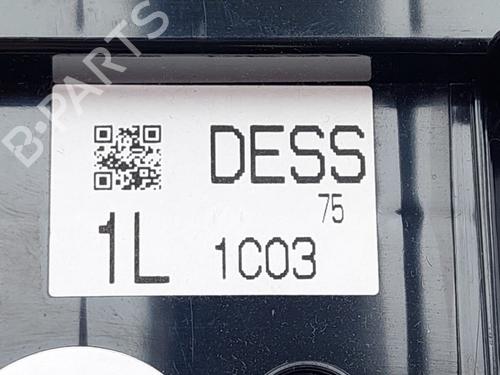 B-PARTS
DESS
75
1L 1C03